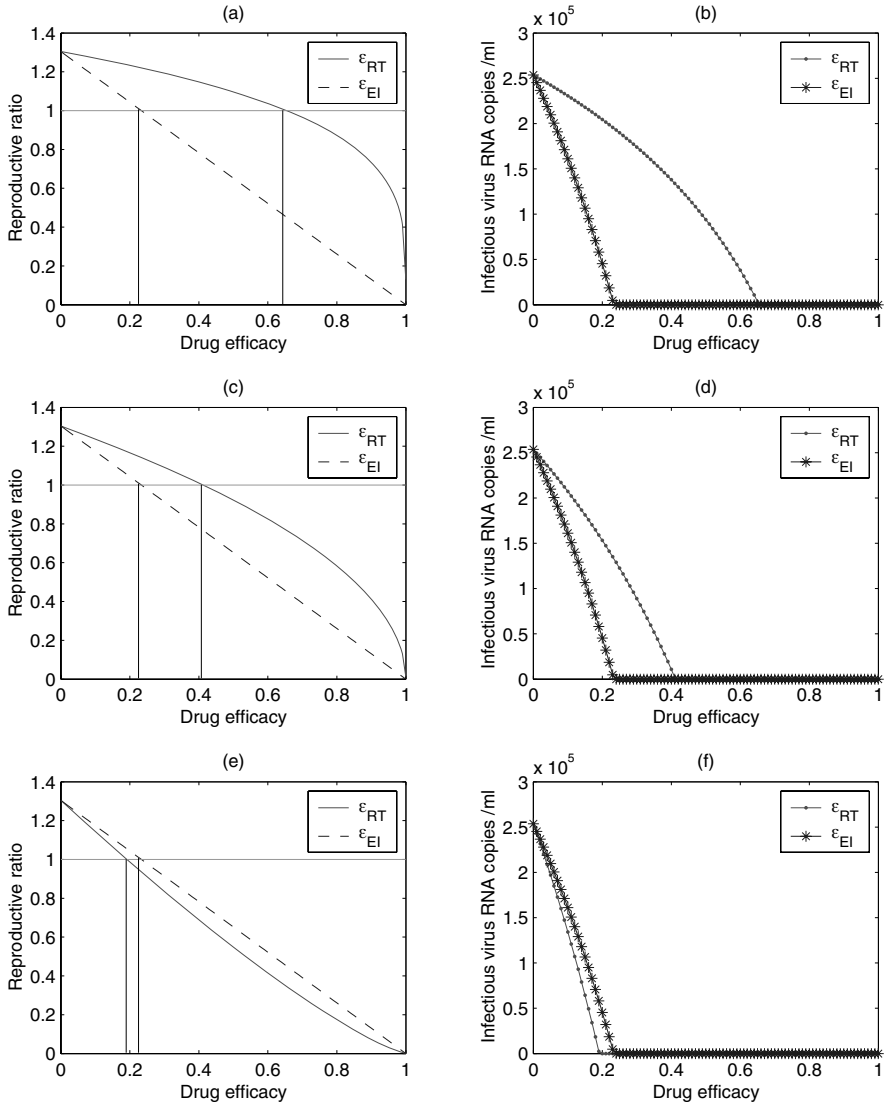 (a)
1.4
1.2
1
0.8
0.6
0.4
0.2
0
Reproductive ratio
0 0.2 0.4 0.6 0.8 1
Drug efficacy
ε_RT
ε_EI
(b)
x 10^5
3
2.5
2
1.5
1
0.5
0
Infectious virus RNA copies /ml
0 0.2 0.4 0.6 0.8 1
Drug efficacy
ε_RT
ε_EI
(c)
1.4
1.2
1
0.8
0.6
0.4
0.2
0
Reproductive ratio
0 0.2 0.4 0.6 0.8 1
Drug efficacy
ε_RT
ε_EI
(d)
x 10^5
3
2.5
2
1.5
1
0.5
0
Infectious virus RNA copies /ml
0 0.2 0.4 0.6 0.8 1
Drug efficacy
ε_RT
ε_EI
(e)
1.4
1.2
1
0.8
0.6
0.4
0.2
0
Reproductive ratio
0 0.2 0.4 0.6 0.8 1
Drug efficacy
ε_RT
ε_EI
(f)
x 10^5
3
2.5
2
1.5
1
0.5
0
Infectious virus RNA copies /ml
0 0.2 0.4 0.6 0.8 1
Drug efficacy
ε_RT
ε_EI